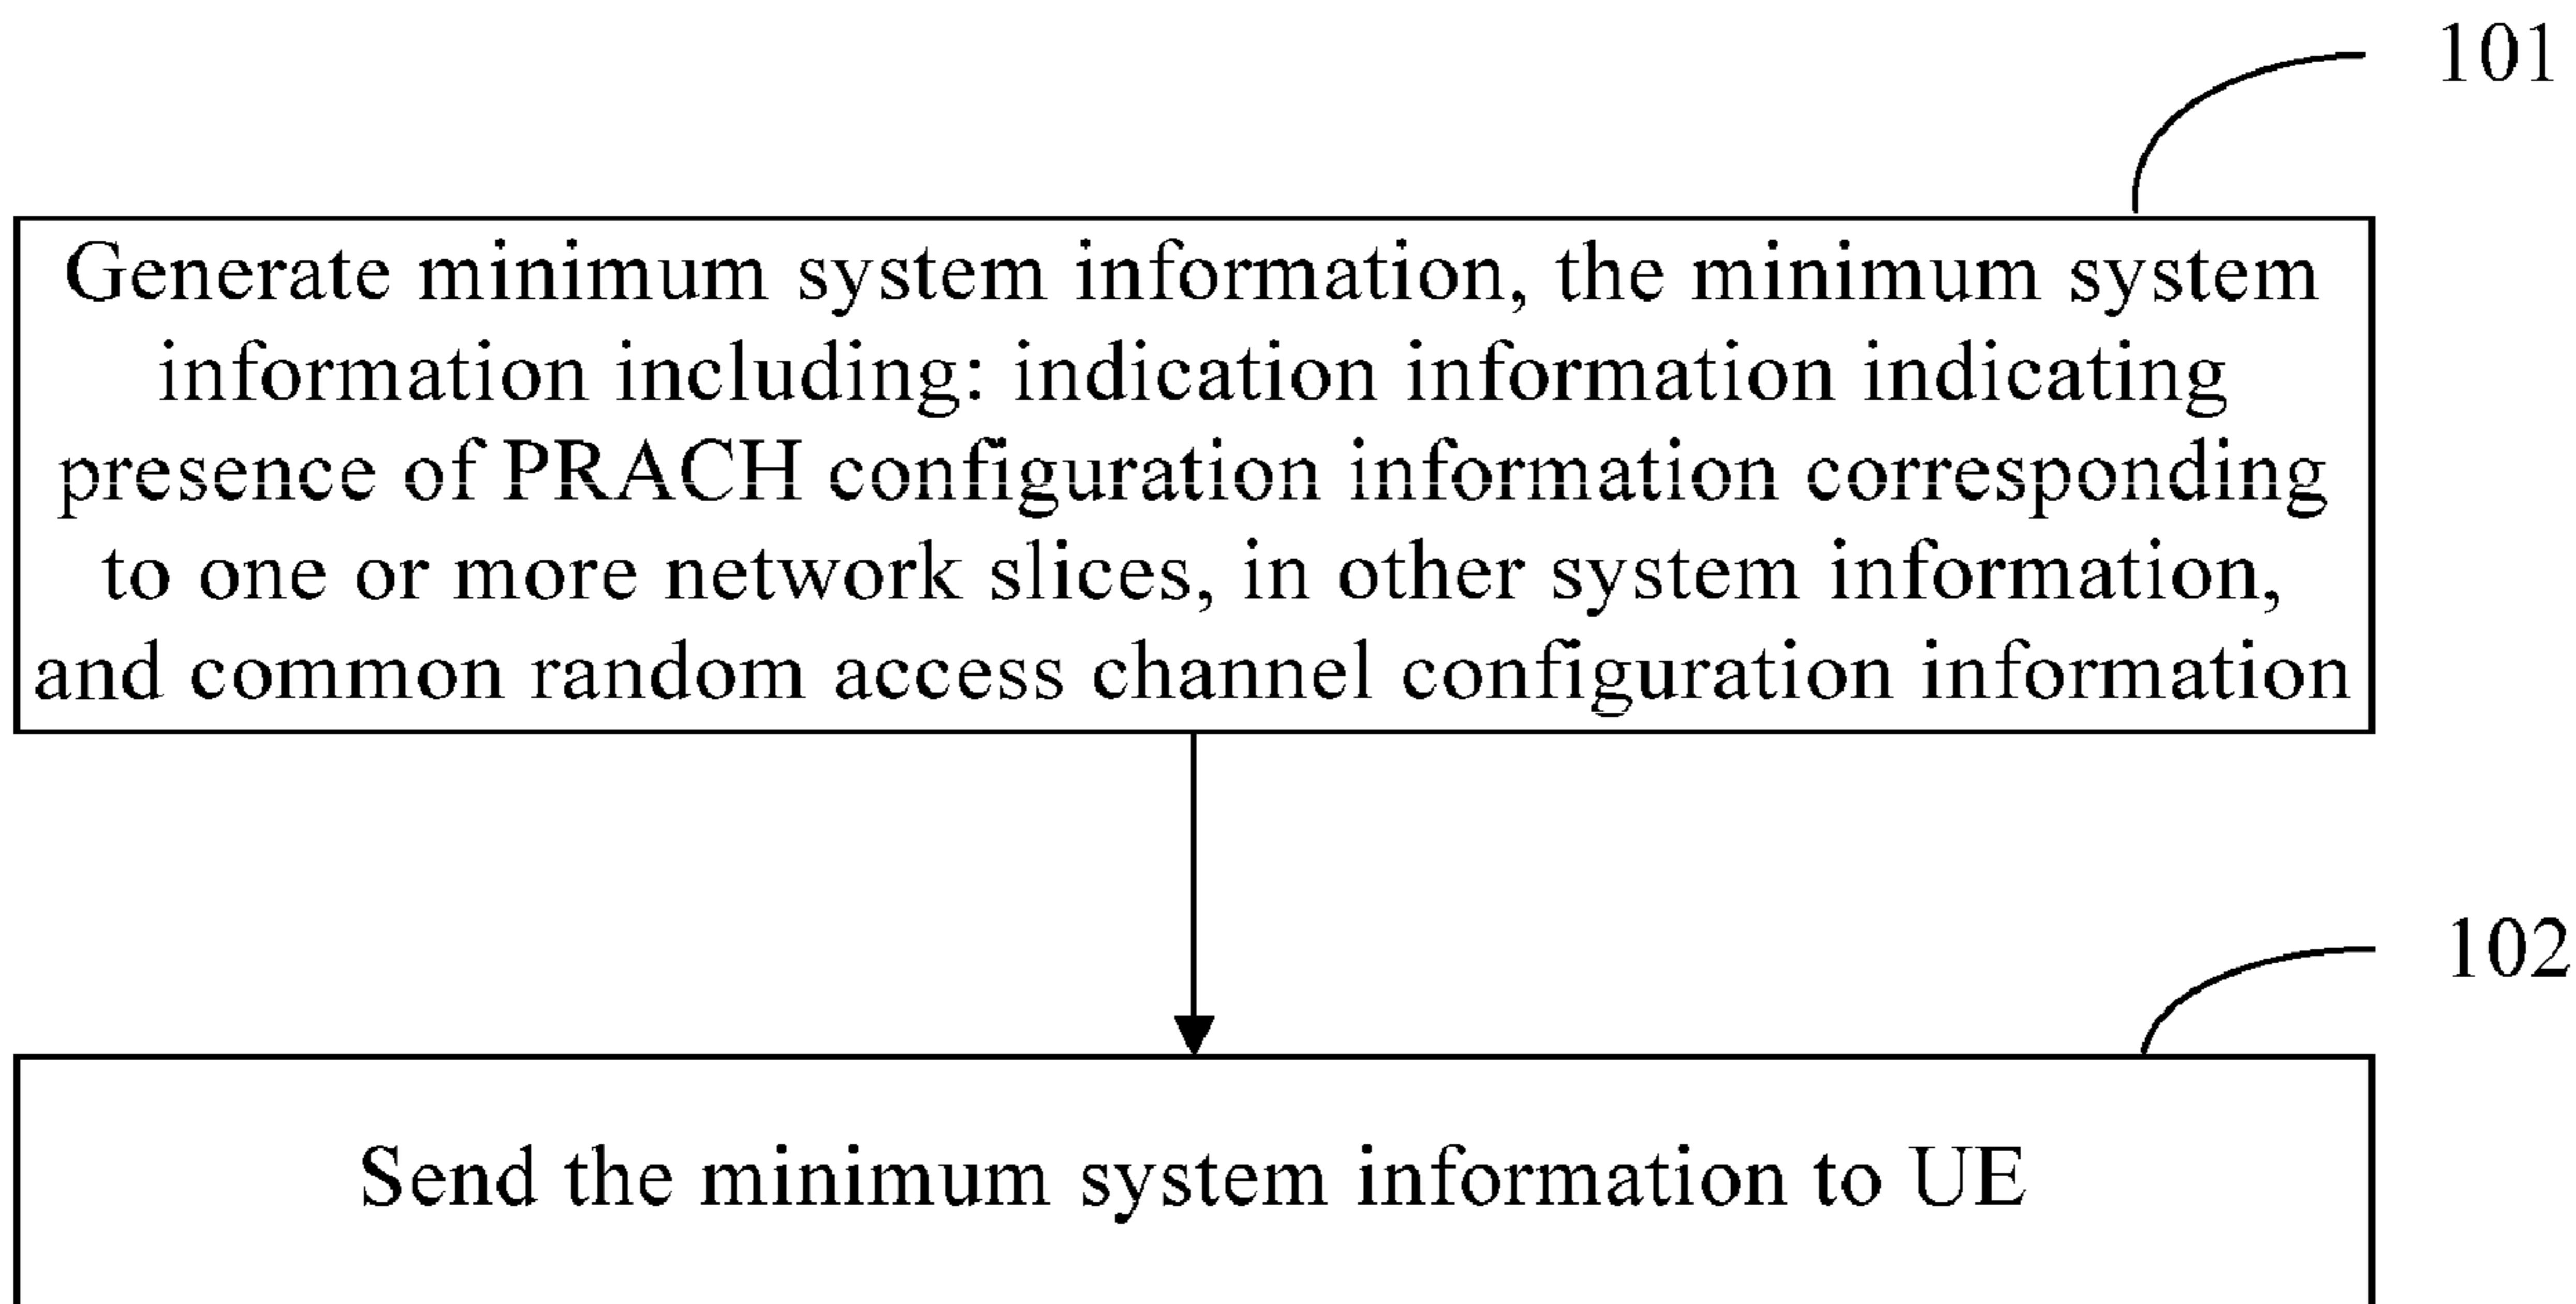 101
Generate minimum system information, the minimum system
information including: indication information indicating
presence of PRACH configuration information corresponding
to one or more network slices, in other system information,
and common random access channel configuration information
102
Send the minimum system information to UE